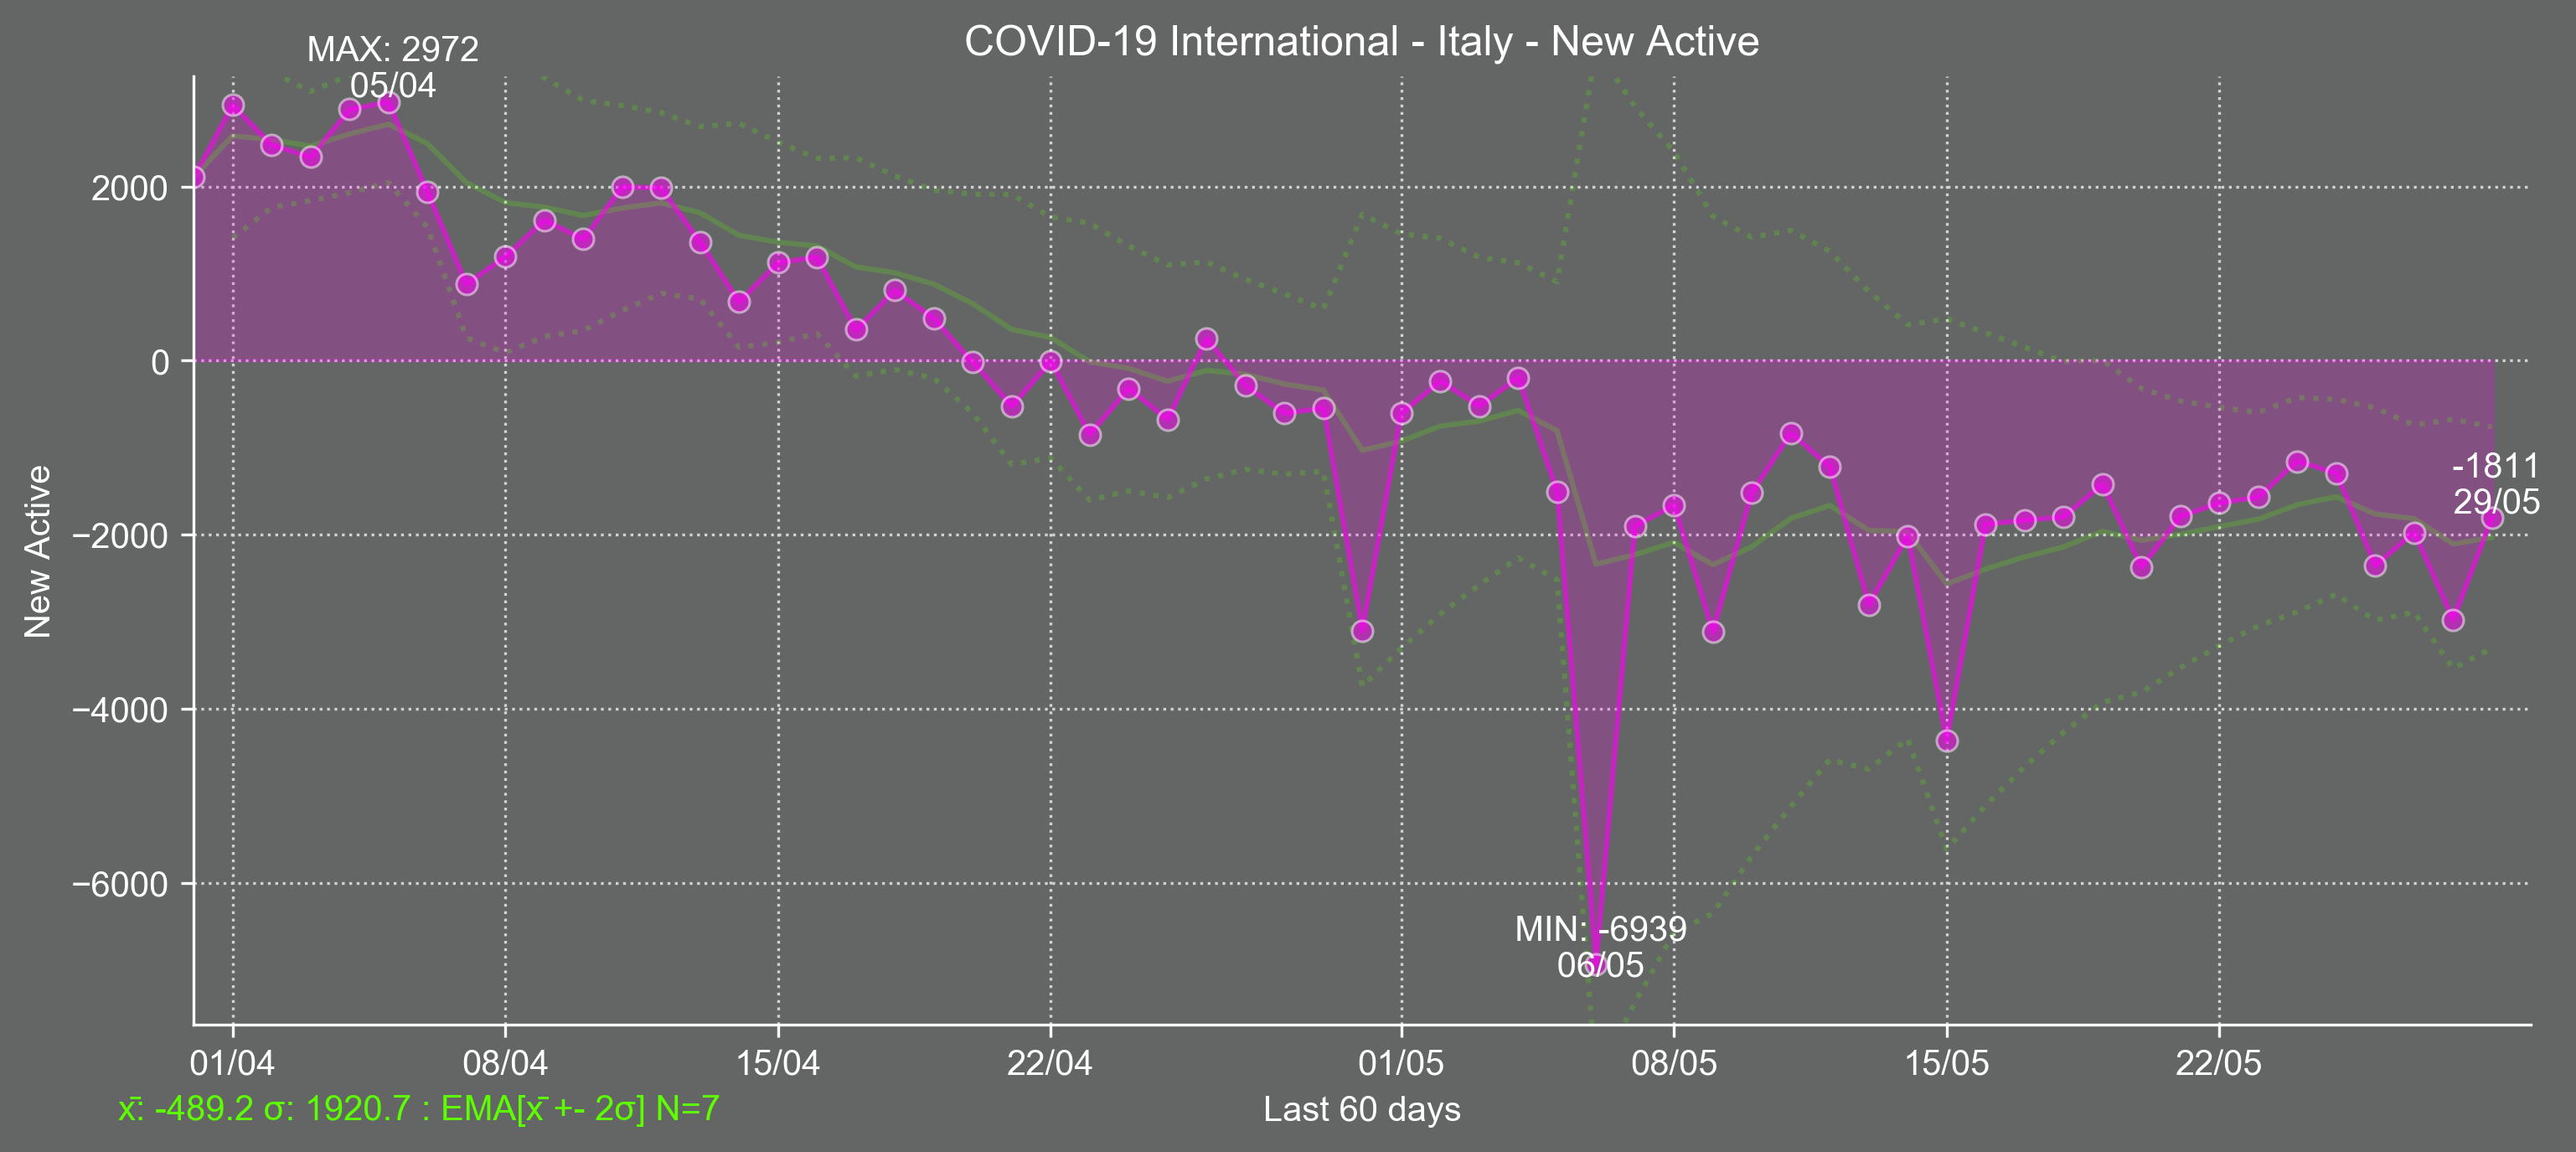 COVID-19 International - Italy - New Active
MAX: 2972
05/04
New Active
2000
0
−2000
−4000
−6000
-1811
29/05
MIN: -6939
06/05
01/04 08/04 15/04 22/04 01/05 08/05 15/05 22/05
x̄: -489.2 σ: 1920.7 : EMA[x̄ +- 2σ] N=7
Last 60 days